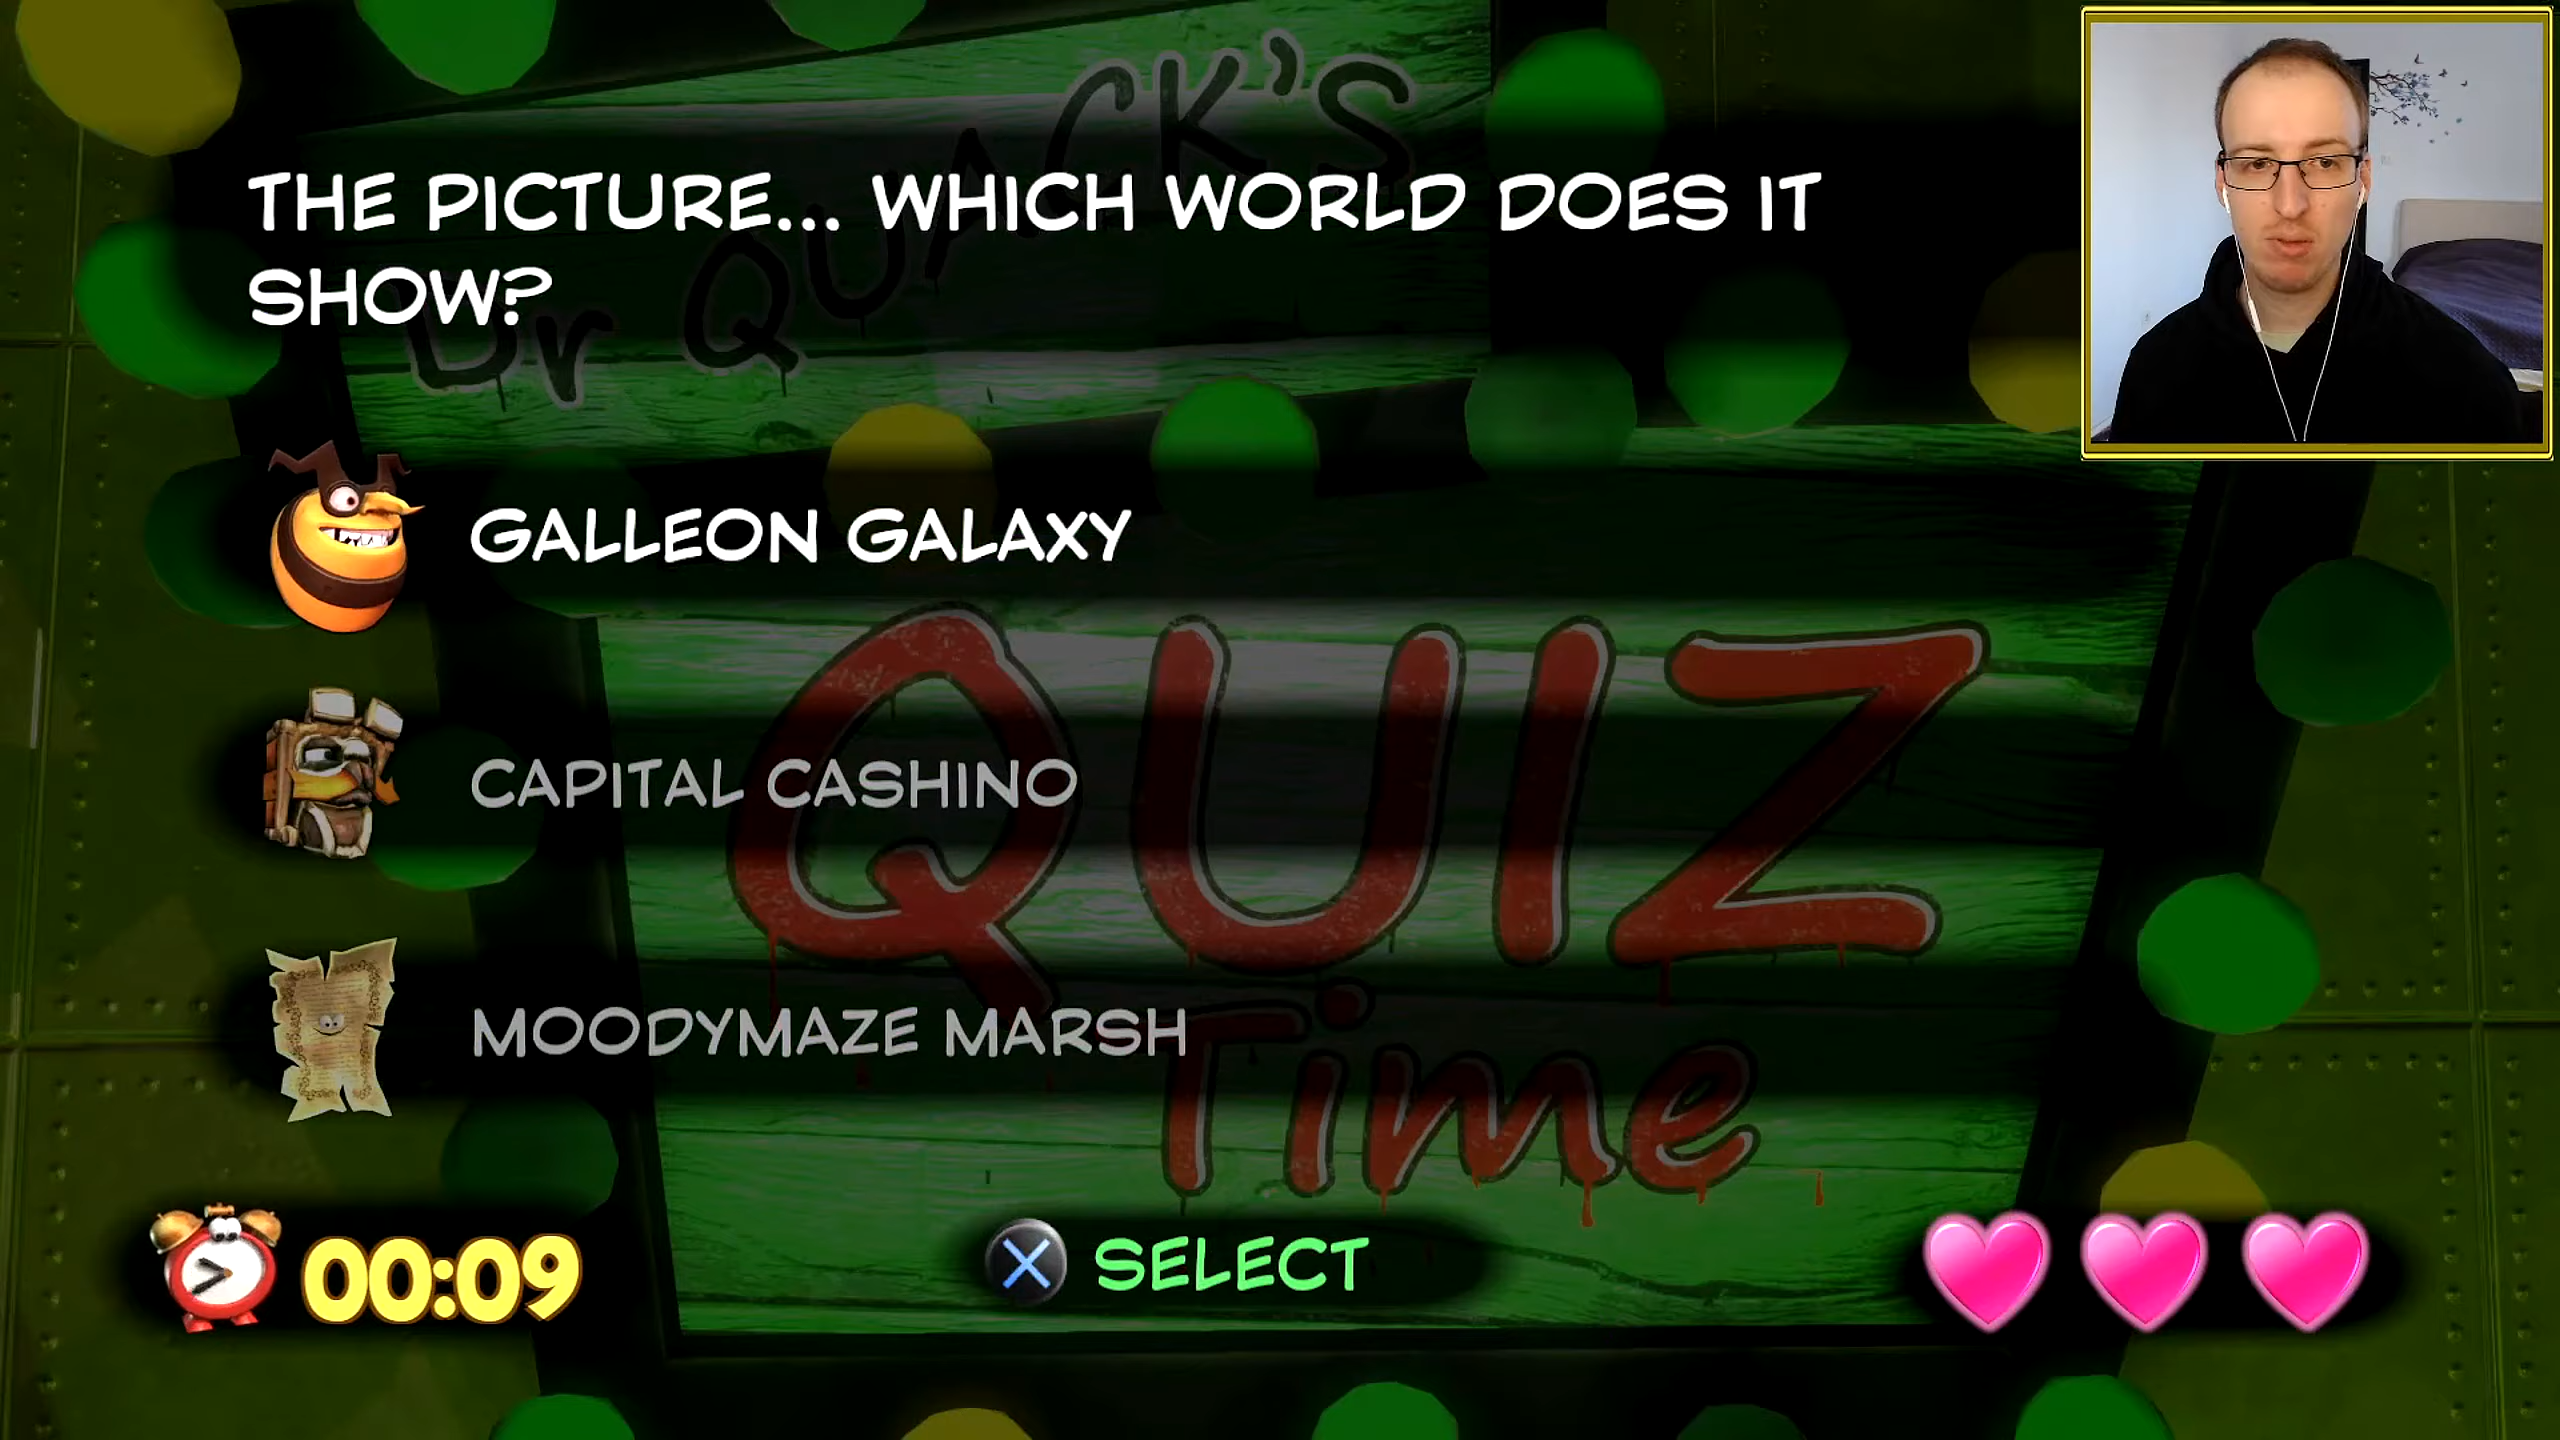 Dr QUACK'S
THE PICTURE... WHICH WORLD DOES IT
SHOW?
GALLEON GALAXY
QUIZ
CAPITAL CASHINO
MOODYMAZE MARSH
Time
00:09
SELECT